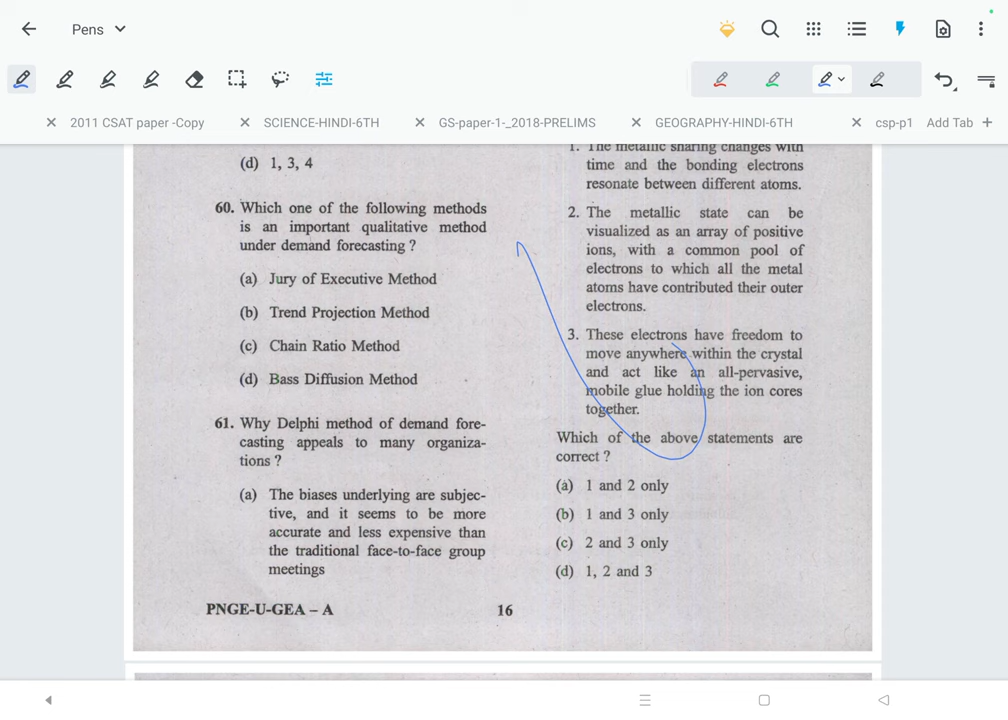 Pens
2011 CSAT paper -Copy
SCIENCE-HINDI-6TH
GS-paper-1-_2018-PRELIMS
GEOGRAPHY-HINDI-6TH
csp-p1
Add Tab
(d) 1, 3, 4
60. Which one of the following methods
is an important qualitative method
under demand forecasting ?
(a) Jury of Executive Method
(b) Trend Projection Method
(c) Chain Ratio Method
(d) Bass Diffusion Method
61. Why Delphi method of demand fore-
casting appeals to many organiza-
tions ?
(a) The biases underlying are subjec-
tive, and it seems to be more
accurate and less expensive than
the traditional face-to-face group
meetings
1. The metallic sharing changes with
time and the bonding electrons
resonate between different atoms.
2. The metallic state can be
visualized as an array of positive
ions, with a common pool of
electrons to which all the metal
atoms have contributed their outer
electrons.
3. These electrons have freedom to
move anywhere within the crystal
and act like an all-pervasive,
mobile glue holding the ion cores
together.
Which of the above statements are
correct ?
(a) 1 and 2 only
(b) 1 and 3 only
(c) 2 and 3 only
(d) 1, 2 and 3
PNGE-U-GEA – A
16